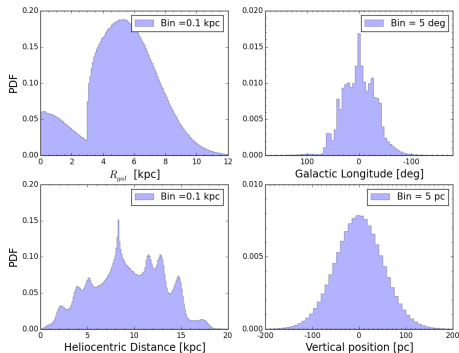 0.20
0.15
0.10
0.05
0.00
PDF
Bin =0.1 kpc
0 2 4 6 8 10 12
R_gal [kpc]
0.020
0.015
0.010
0.005
0.000
Bin = 5 deg
100 0 -100
Galactic Longitude [deg]
0.20
0.15
0.10
0.05
0.00
PDF
Bin =0.1 kpc
0 5 10 15 20
Heliocentric Distance [kpc]
0.010
0.005
0.000
Bin = 5 pc
-200 -100 0 100 200
Vertical position [pc]